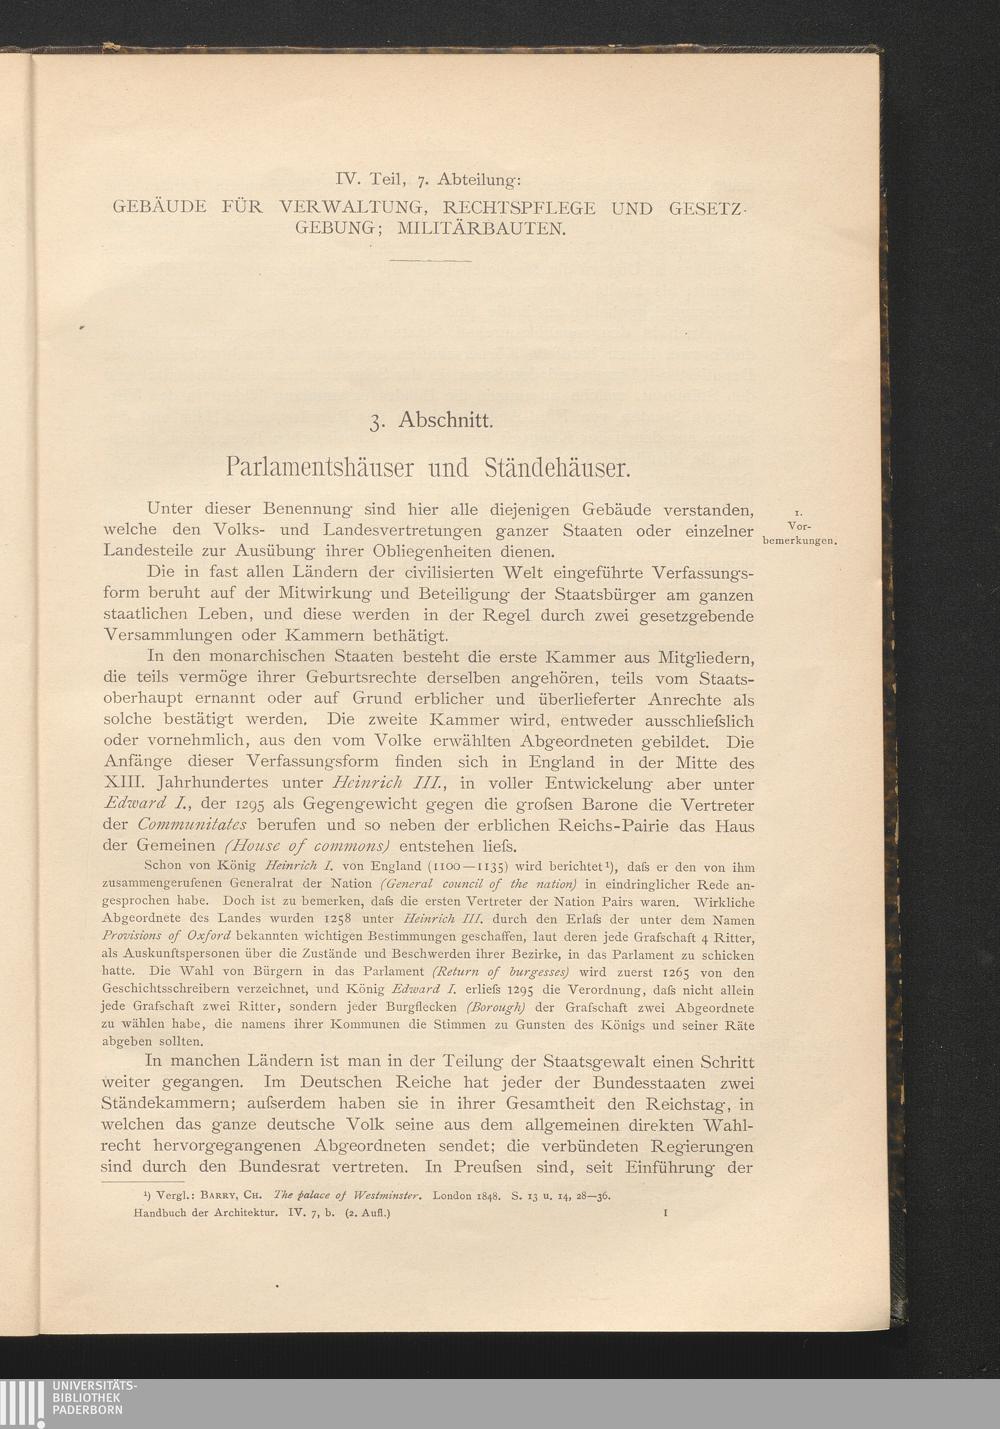 IV. Teil, 7. Abteilung:
GEBÄUDE FÜR VERWALTUNG, RECHTSPFLEGE UND GESETZ-
GEBUNG; MILITÄRBAUTEN.
3. Abschnitt.
Parlamentshäuser und Ständehäuser.
Unter dieser Benennung sind hier alle diejenigen Gebäude verstanden,
welche den Volks- und Landesvertretungen ganzer Staaten oder einzelner
Landesteile zur Ausübung ihrer Obliegenheiten dienen.
1.
Vor-
bemerkungen.
Die in fast allen Ländern der civilisierten Welt eingeführte Verfassungs-
form beruht auf der Mitwirkung und Beteiligung der Staatsbürger am ganzen
staatlichen Leben, und diese werden in der Regel durch zwei gesetzgebende
Versammlungen oder Kammern bethätigt.
In den monarchischen Staaten besteht die erste Kammer aus Mitgliedern,
die teils vermöge ihrer Geburtsrechte derselben angehören, teils vom Staats-
oberhaupt ernannt oder auf Grund erblicher und überlieferter Anrechte als
solche bestätigt werden. Die zweite Kammer wird, entweder ausschlieſslich
oder vornehmlich, aus den vom Volke erwählten Abgeordneten gebildet. Die
Anfänge dieser Verfassungsform finden sich in England in der Mitte des
XIII. Jahrhundertes unter Heinrich III., in voller Entwickelung aber unter
Edward I., der 1295 als Gegengewicht gegen die groſsen Barone die Vertreter
der Communitates berufen und so neben der erblichen Reichs-Pairie das Haus
der Gemeinen (House of commons) entstehen lieſs.
Schon von König Heinrich I. von England (1100—1135) wird berichtet¹), daſs er den von ihm
zusammengerufenen Generalrat der Nation (General council of the nation) in eindringlicher Rede an-
gesprochen habe. Doch ist zu bemerken, daſs die ersten Vertreter der Nation Pairs waren. Wirkliche
Abgeordnete des Landes wurden 1258 unter Heinrich III. durch den Erlaſs der unter dem Namen
Provisions of Oxford bekannten wichtigen Bestimmungen geschaffen, laut deren jede Grafschaft 4 Ritter,
als Auskunftspersonen über die Zustände und Beschwerden ihrer Bezirke, in das Parlament zu schicken
hatte. Die Wahl von Bürgern in das Parlament (Return of burgesses) wird zuerst 1265 von den
Geschichtsschreibern verzeichnet, und König Edward I. erlieſs 1295 die Verordnung, daſs nicht allein
jede Grafschaft zwei Ritter, sondern jeder Burgflecken (Borough) der Grafschaft zwei Abgeordnete
zu wählen habe, die namens ihrer Kommunen die Stimmen zu Gunsten des Königs und seiner Räte
abgeben sollten.
In manchen Ländern ist man in der Teilung der Staatsgewalt einen Schritt
weiter gegangen. Im Deutschen Reiche hat jeder der Bundesstaaten zwei
Ständekammern; auſserdem haben sie in ihrer Gesamtheit den Reichstag, in
welchen das ganze deutsche Volk seine aus dem allgemeinen direkten Wahl-
recht hervorgegangenen Abgeordneten sendet; die verbündeten Regierungen
sind durch den Bundesrat vertreten. In Preuſsen sind, seit Einführung der
¹) Vergl.: BARRY, CH. The palace of Westminster. London 1848. S. 13 u. 14, 28—36.
Handbuch der Architektur. IV. 7, b. (2. Aufl.) 1
UNIVERSITÄTS-
BIBLIOTHEK
PADERBORN